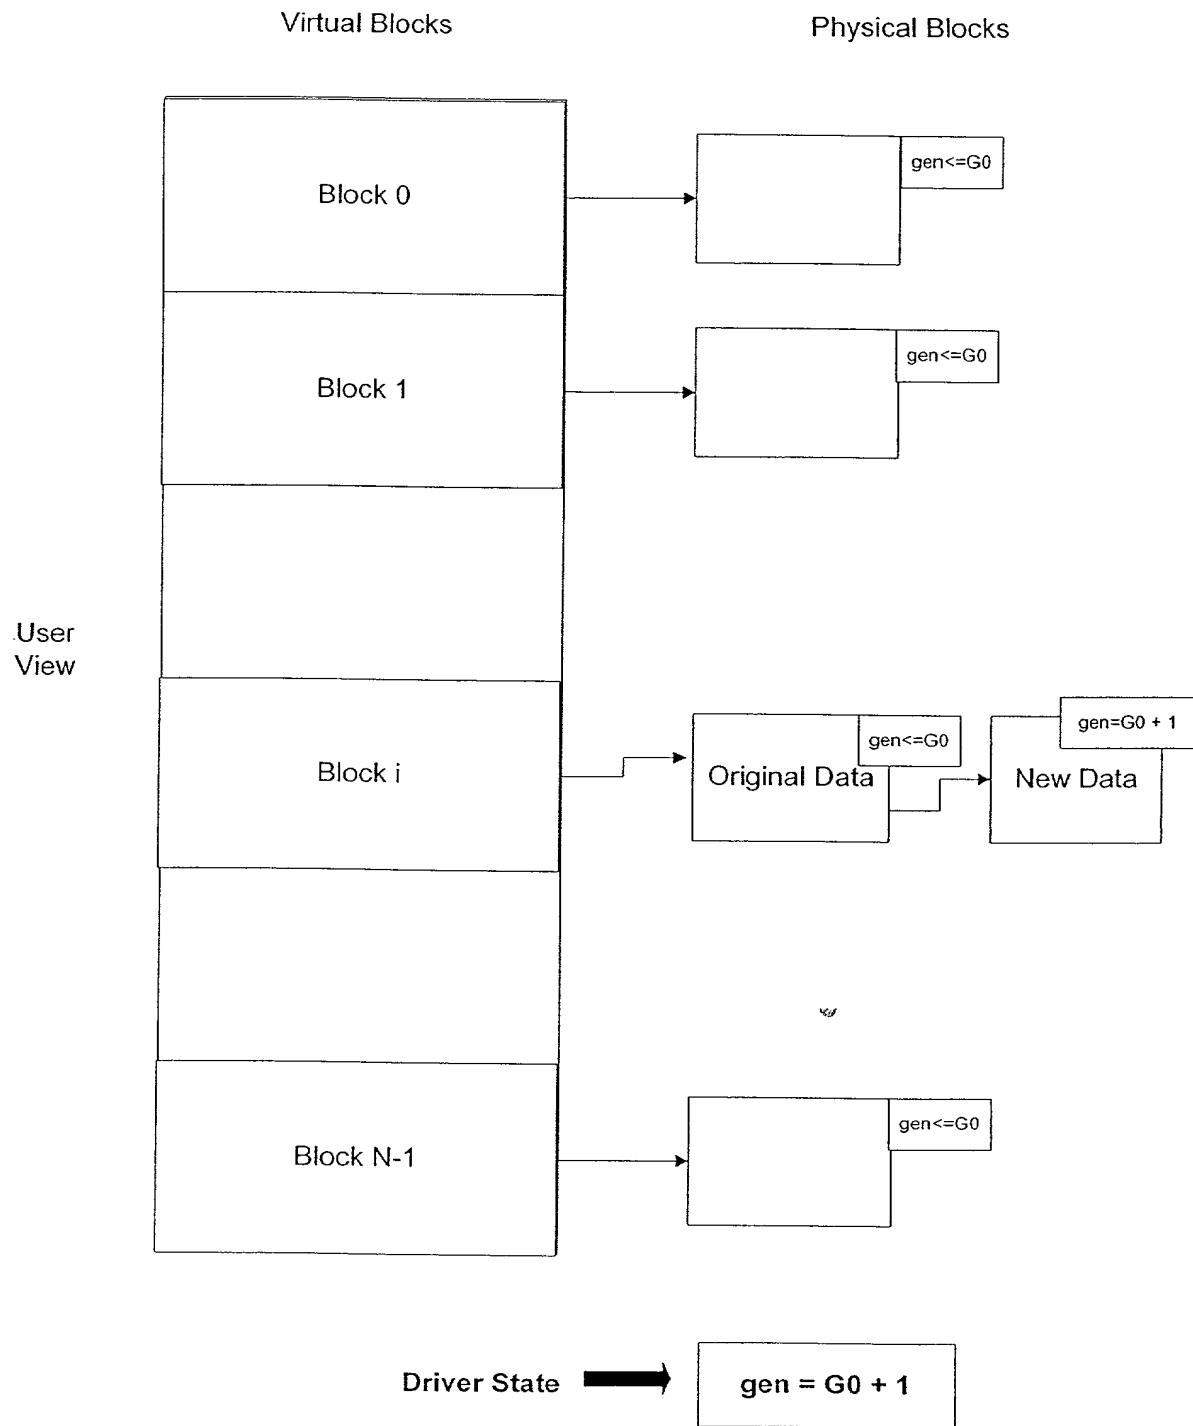 Virtual Blocks
Physical Blocks
Block 0
gen<=G0
Block 1
gen<=G0
User
View
Block i
Original Data
gen<=G0
New Data
gen=G0 + 1
Block N-1
gen<=G0
Driver State
gen = G0 + 1